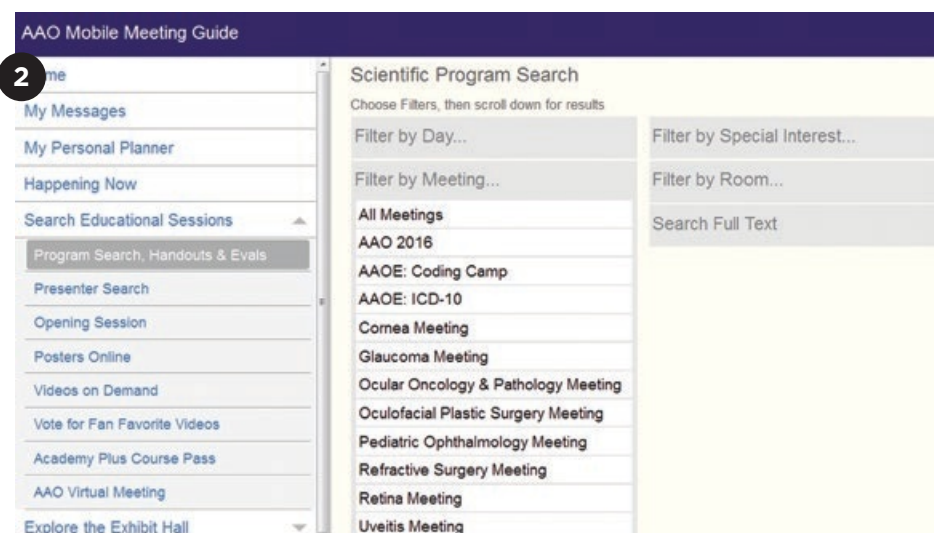 AAO Mobile Meeting Guide
2
me
My Messages
My Personal Planner
Happening Now
Search Educational Sessions
Program Search, Handouts & Evals
Presenter Search
Opening Session
Posters Online
Videos on Demand
Vote for Fan Favorite Videos
Academy Plus Course Pass
AAO Virtual Meeting
Explore the Exhibit Hall
Scientific Program Search
Choose Filters, then scroll down for results
Filter by Day...
Filter by Meeting...
All Meetings
AAO 2016
AAOE: Coding Camp
AAOE: ICD-10
Cornea Meeting
Glaucoma Meeting
Ocular Oncology & Pathology Meeting
Oculofacial Plastic Surgery Meeting
Pediatric Ophthalmology Meeting
Refractive Surgery Meeting
Retina Meeting
Uveitis Meeting
Filter by Special Interest...
Filter by Room...
Search Full Text